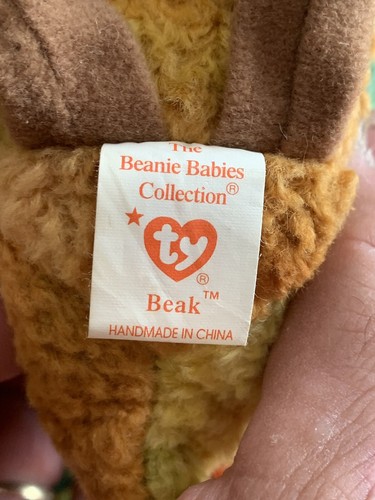 The
Beanie Babies
Collection®
ty®
Beak™
HANDMADE IN CHINA